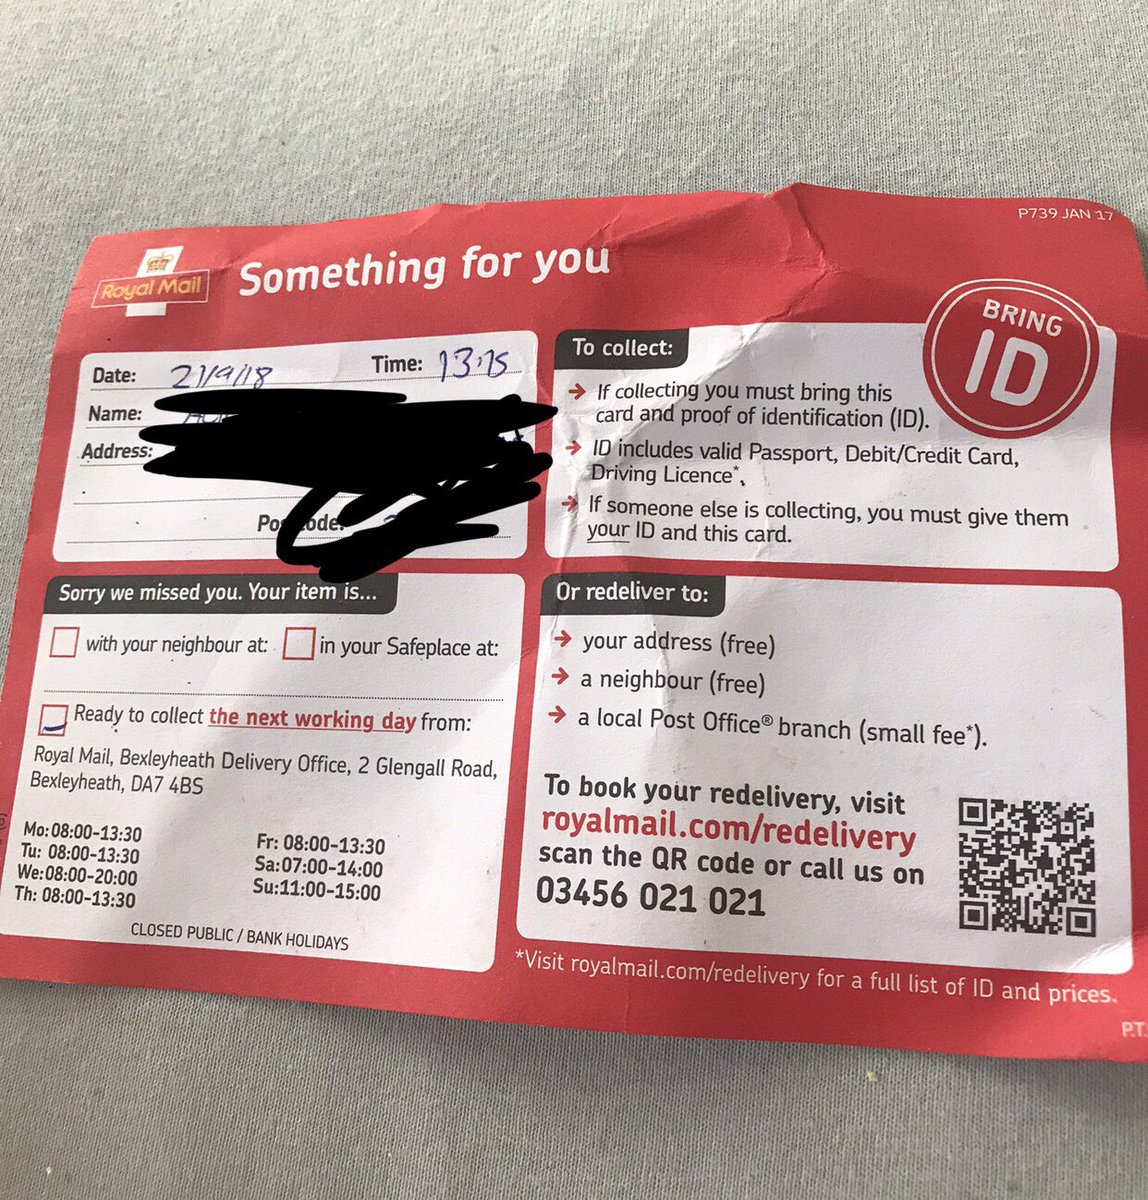 P739 JAN 17
Royal Mail
Something for you
BRING
ID
Date: 21/9/18 Time: 13:15
Name:
Address:
To collect:
→ If collecting you must bring this
card and proof of identification (ID).
→ ID includes valid Passport, Debit/Credit Card,
Driving Licence*.
→ If someone else is collecting, you must give them
your ID and this card.
Sorry we missed you. Your item is...
with your neighbour at: in your Safeplace at:
Ready to collect the next working day from:
Royal Mail, Bexleyheath Delivery Office, 2 Glengall Road,
Bexleyheath, DA7 4BS
Mo: 08:00-13:30
Tu: 08:00-13:30
We: 08:00-20:00
Th: 08:00-13:30
Fr: 08:00-13:30
Sa: 07:00-14:00
Su: 11:00-15:00
CLOSED PUBLIC / BANK HOLIDAYS
Or redeliver to:
→ your address (free)
→ a neighbour (free)
→ a local Post Office® branch (small fee*).
To book your redelivery, visit
royalmail.com/redelivery
scan the QR code or call us on
03456 021 021
*Visit royalmail.com/redelivery for a full list of ID and prices.
P.T.